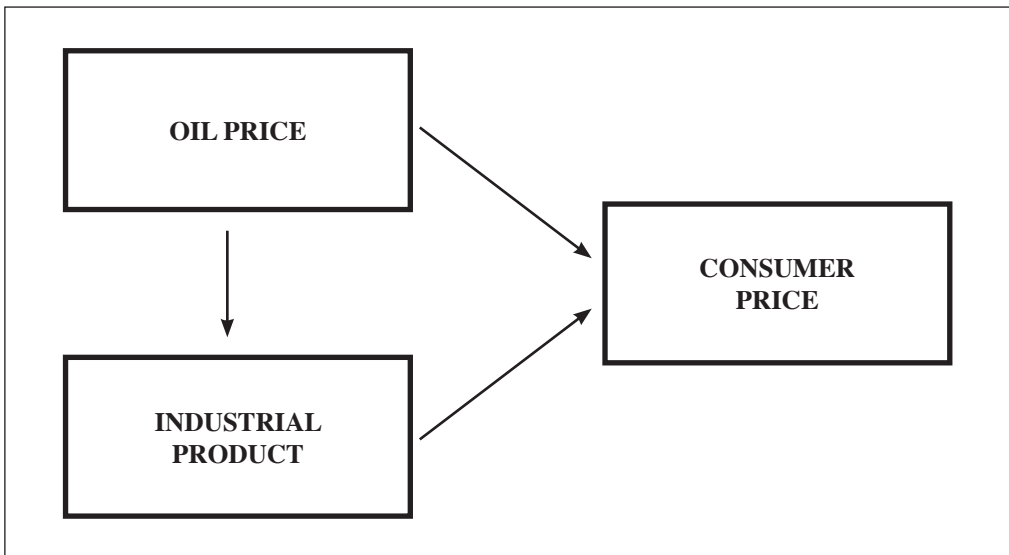 OIL PRICE
CONSUMER
PRICE
INDUSTRIAL
PRODUCT